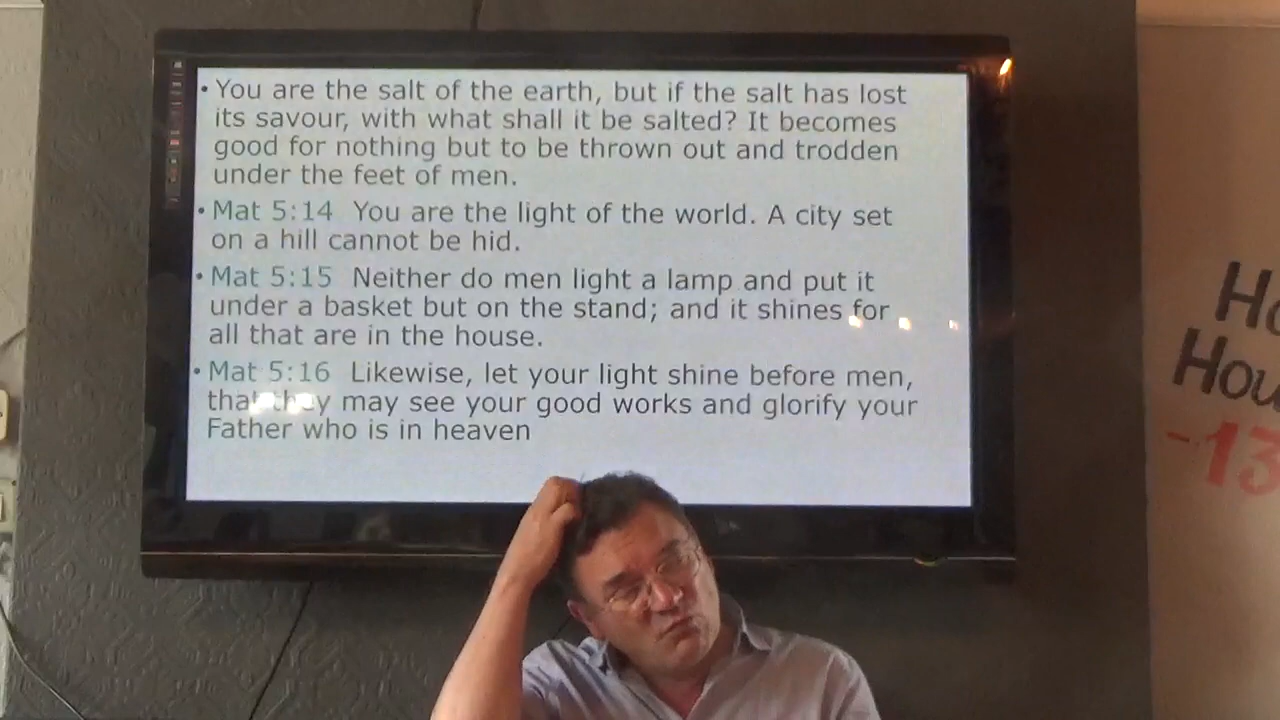 • You are the salt of the earth, but if the salt has lost
its savour, with what shall it be salted? It becomes
good for nothing but to be thrown out and trodden
under the feet of men.
• Mat 5:14 You are the light of the world. A city set
on a hill cannot be hid.
• Mat 5:15 Neither do men light a lamp and put it
under a basket but on the stand; and it shines for
all that are in the house.
• Mat 5:16 Likewise, let your light shine before men,
that they may see your good works and glorify your
Father who is in heaven
-13